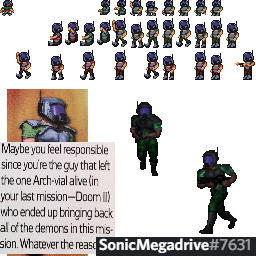 Maybe you feel responsible
since you're the guy that left
the one Arch-vial alive (in
your last mission—Doom II)
who ended up bringing back
all of the demons in this mis-
sion. Whatever the reaso
SonicMegadrive#7631